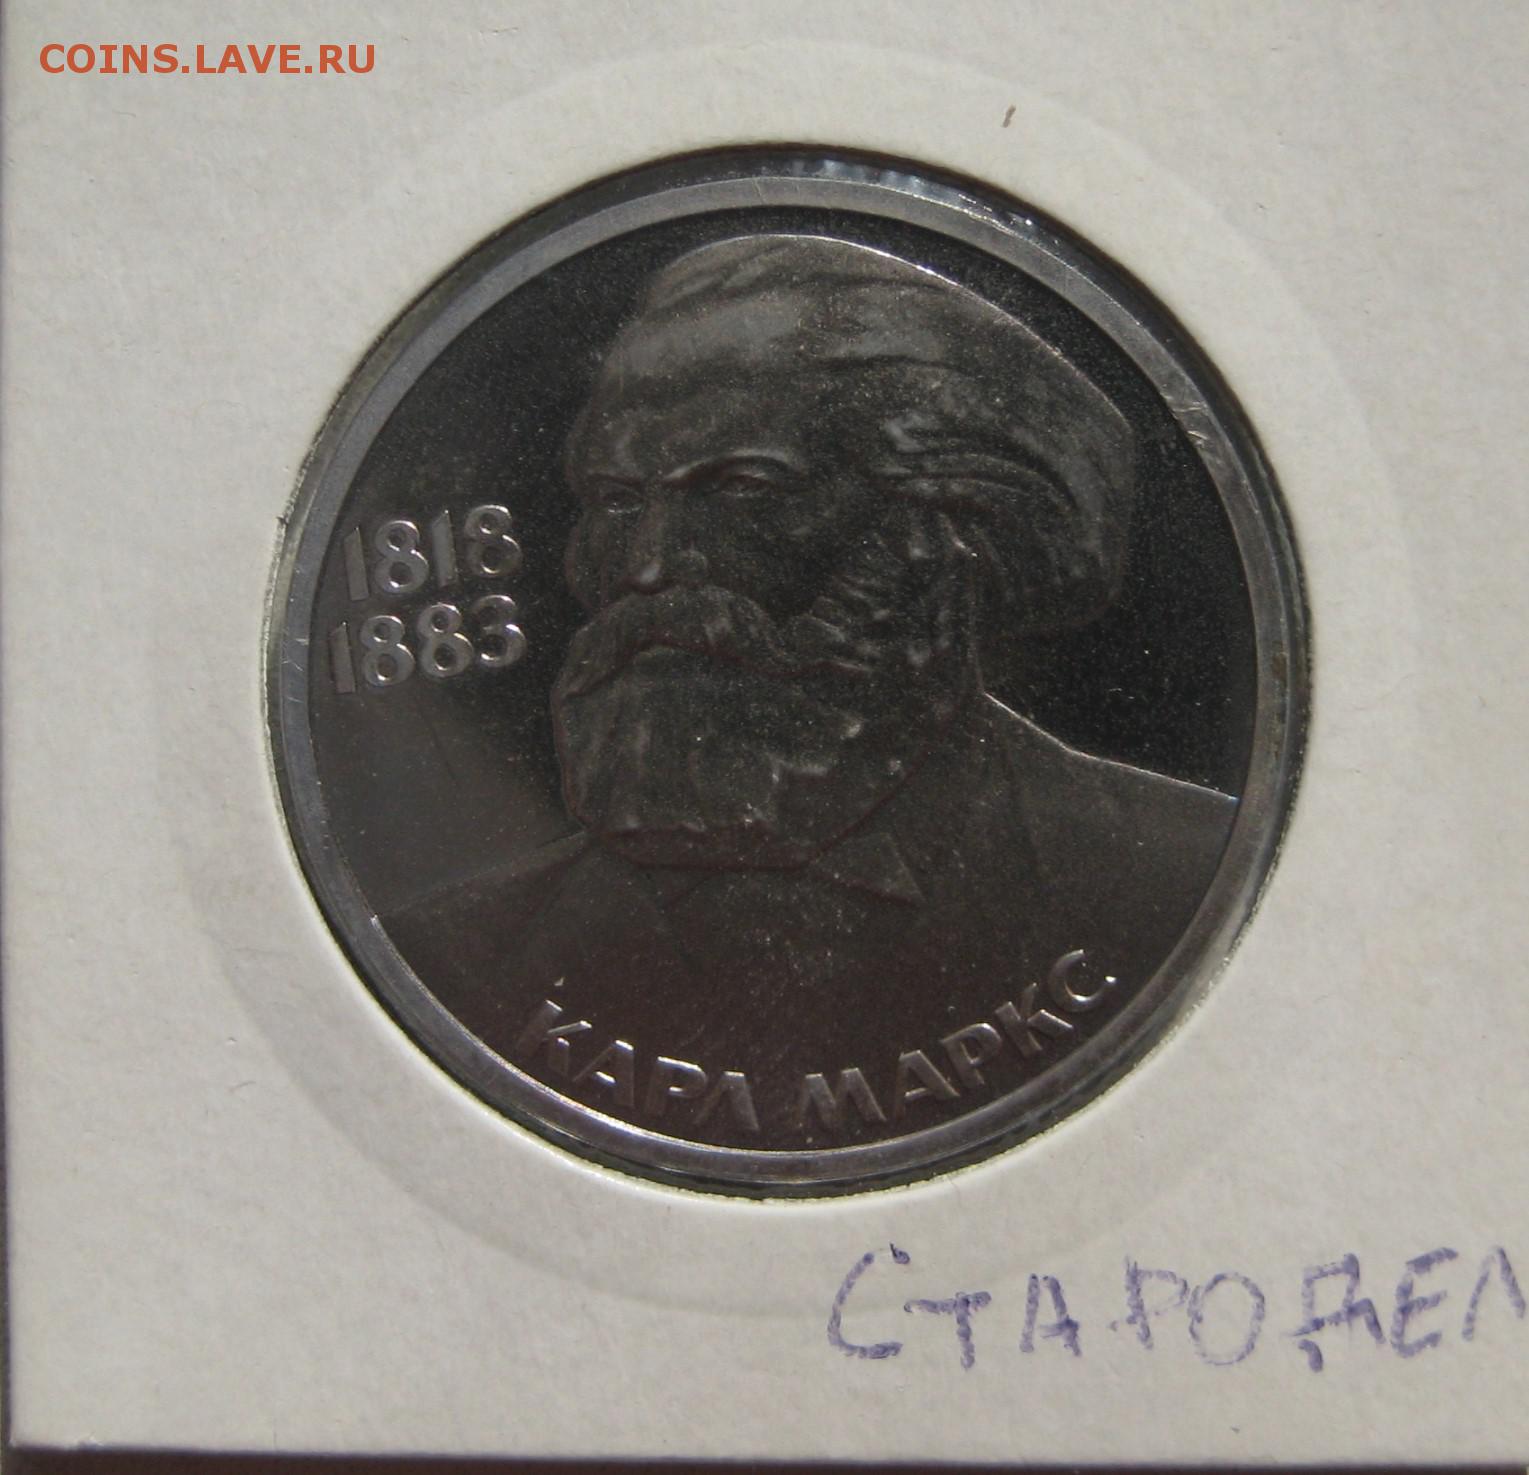 COINS.LAVE.RU
1818
1883
КАРЛ МАРКС
СТАРОДЕЛ